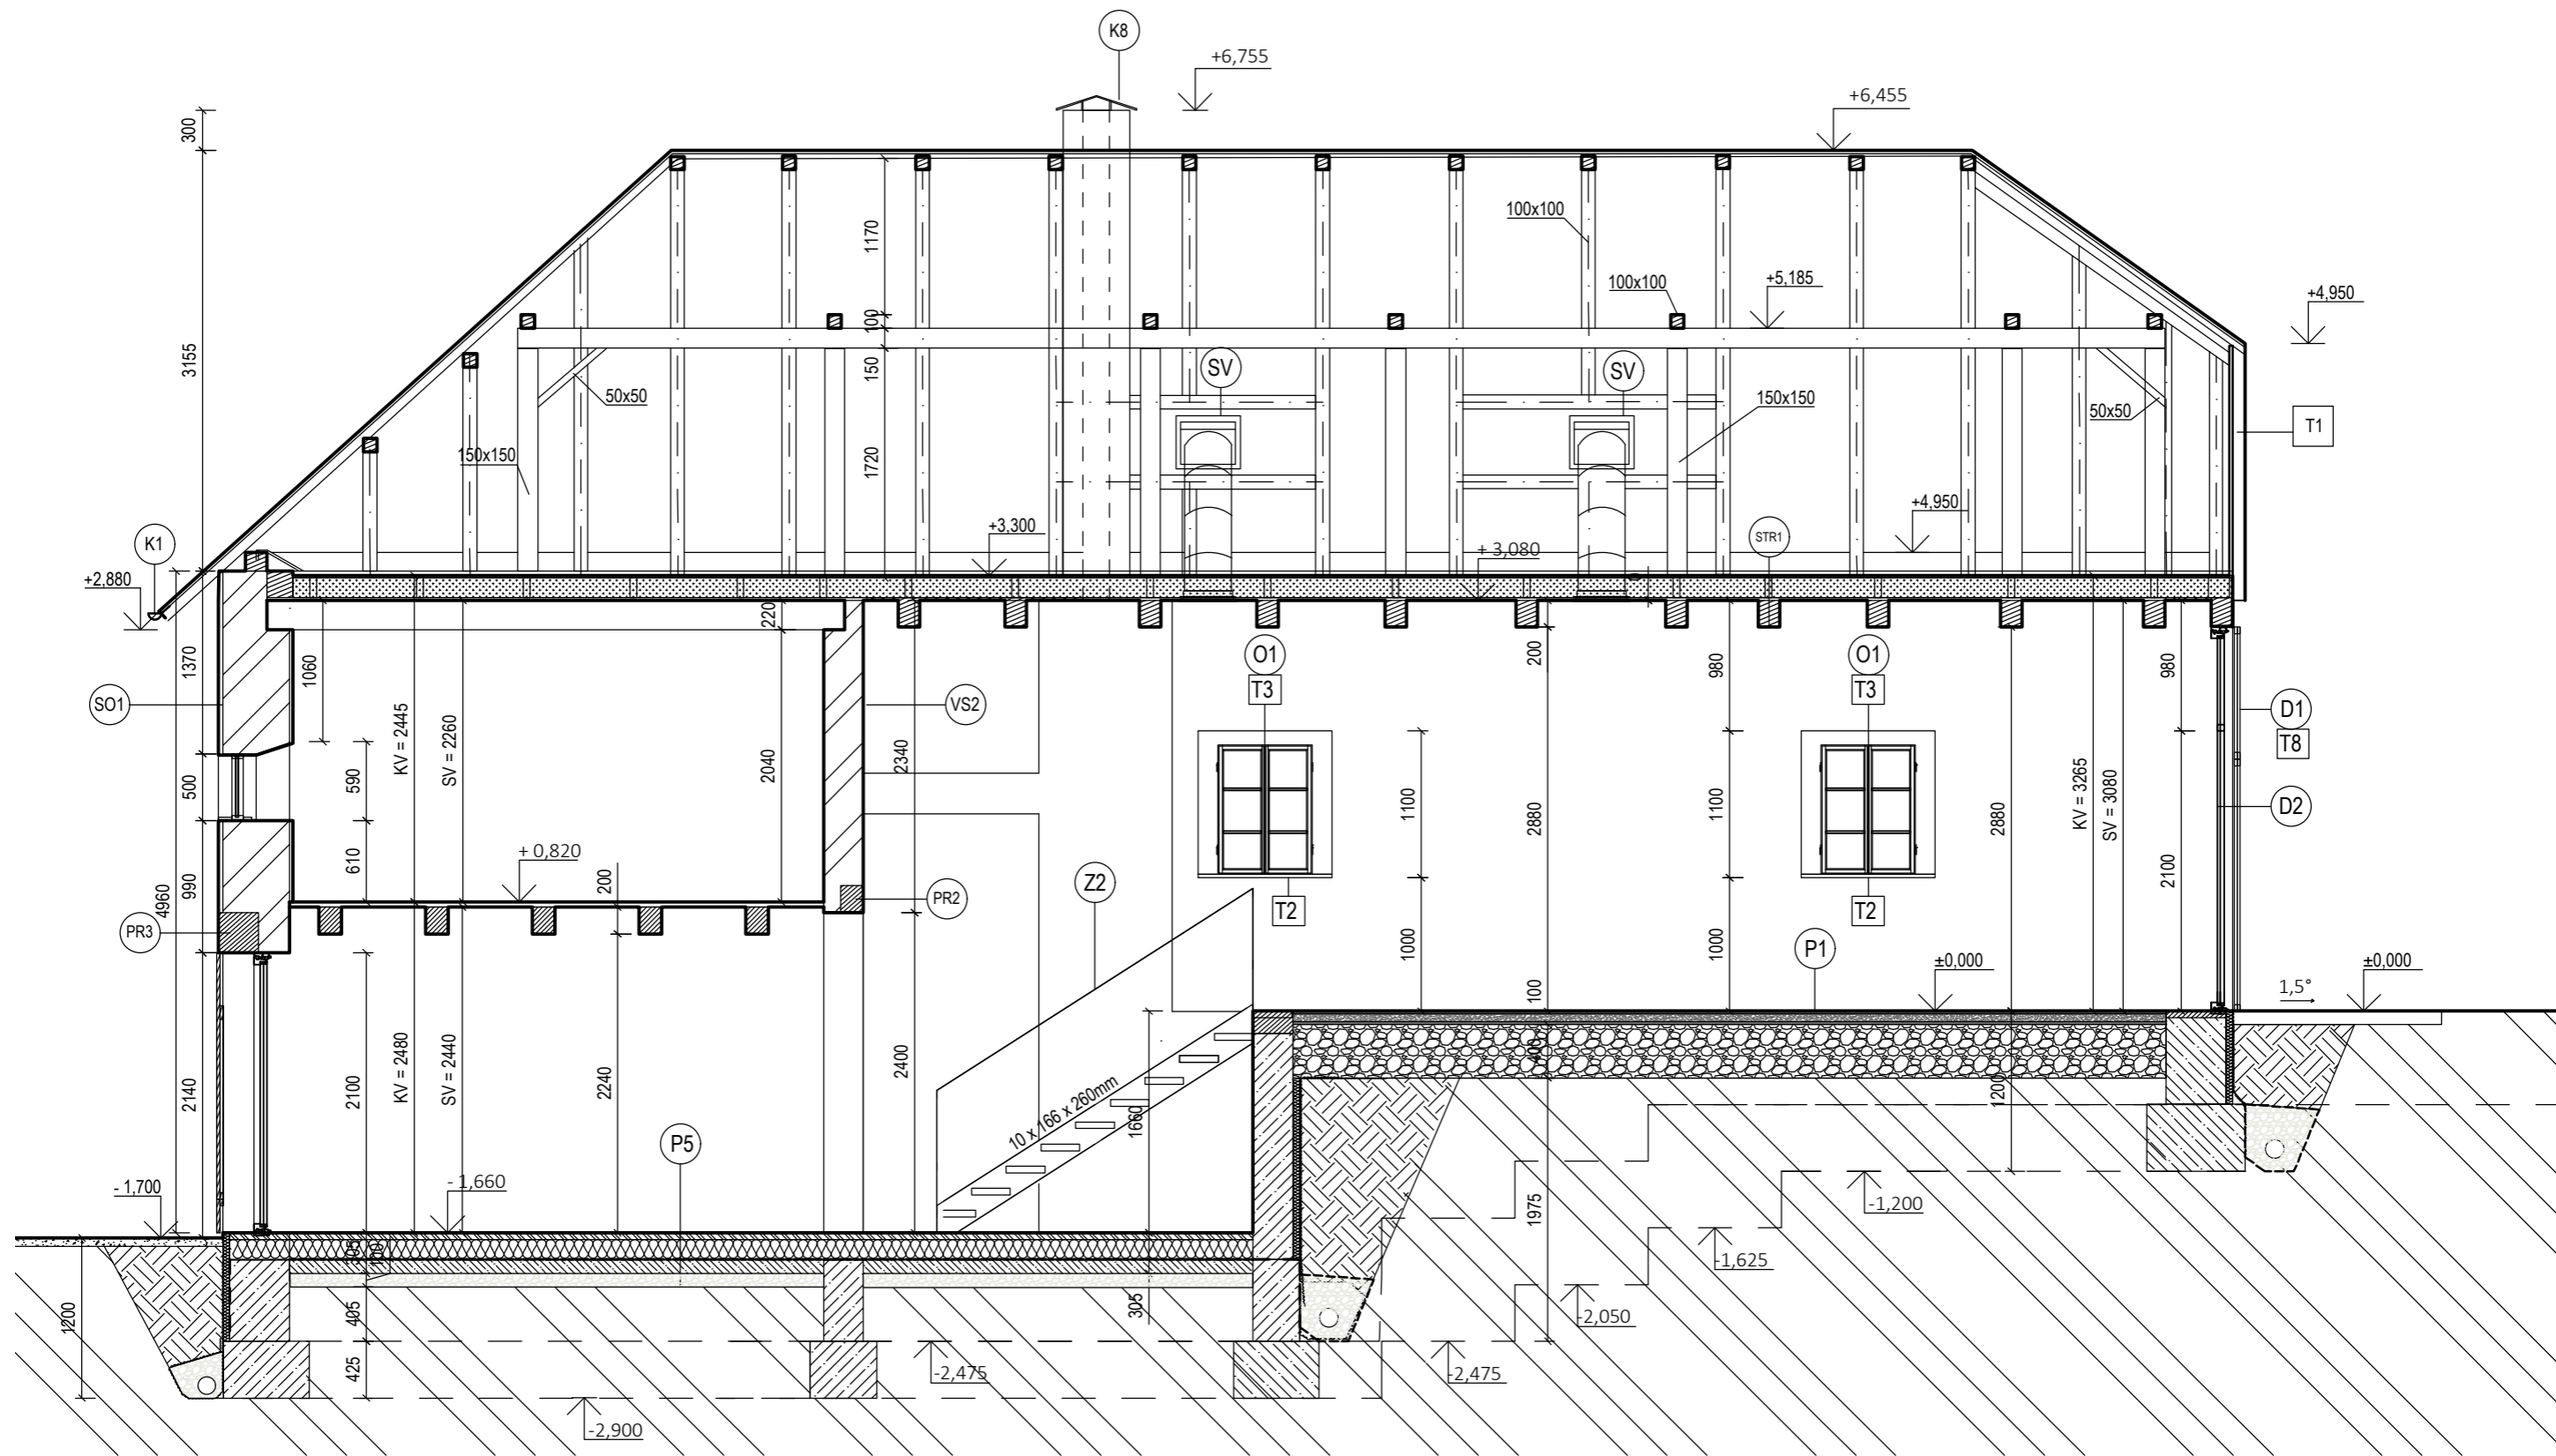 K8
+6,755
+6,455
300
3155
1170
100x100
100x100
+5,185
+4,950
100
150
50x50
SV
SV
150x150
50x50
T1
150x150
1720
+4,950
K1
+3,300
+ 3,080
STR1
+2,880
1370
1060
220
200
980
980
O1
T3
O1
T3
SO1
VS2
D1
T8
KV = 2445
SV = 2260
2040
2340
500
590
1100
2880
1100
2880
KV = 3265
SV = 3080
D2
610
+ 0,820
200
Z2
2100
4960
990
PR3
PR2
T2
T2
1000
1000
P1
±0,000
±0,000
1,5°
100
2140
2100
KV = 2480
SV = 2440
2240
2400
10 x 166 x 260mm
1660
400
1200
P5
- 1,700
- 1,660
1975
-1,200
-1,625
305
100
1200
405
305
-2,050
425
-2,475
-2,475
-2,900